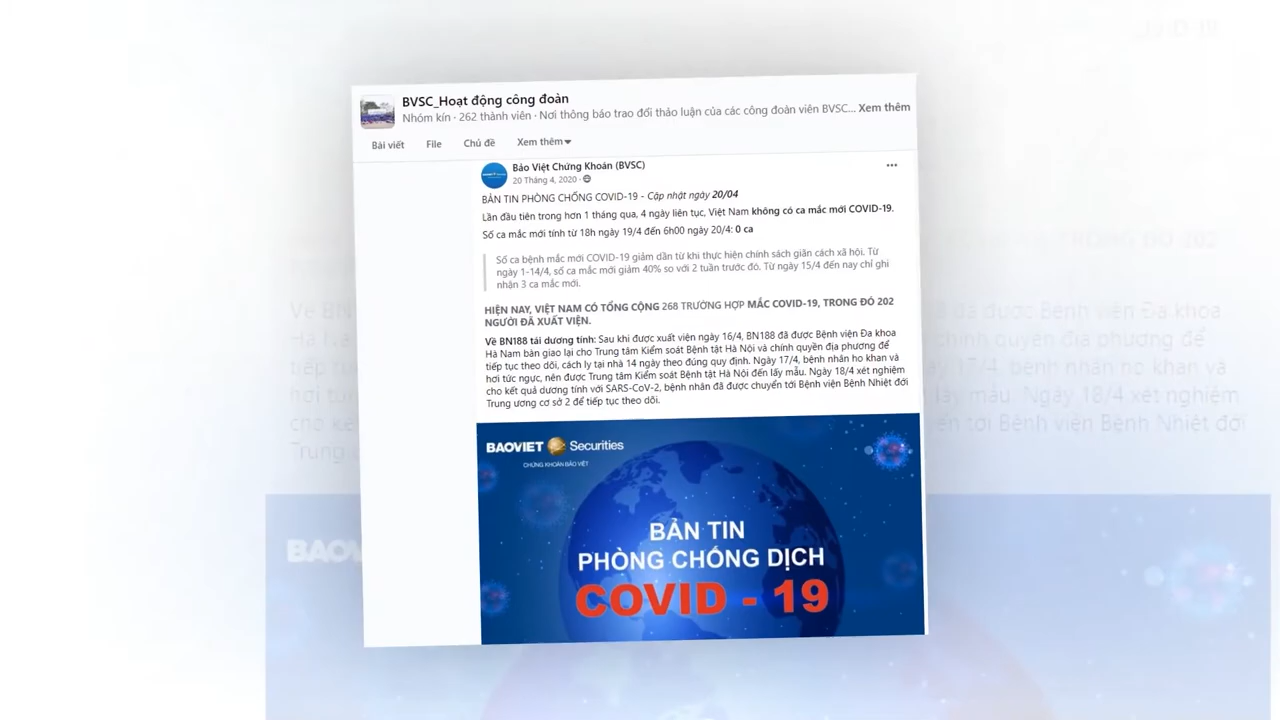 BVSC_Hoạt động công đoàn
Nhóm kín · 262 thành viên · Nơi thông báo trao đổi thảo luận của các công đoàn viên BVSC... Xem thêm
Bài viết File Chủ đề Xem thêm
Bảo Việt Chứng Khoán (BVSC)
20 Tháng 4, 2020 ·
BẢN TIN PHÒNG CHỐNG COVID-19 - Cập nhật ngày 20/04
Lần đầu tiên trong hơn 1 tháng qua, 4 ngày liên tục, Việt Nam không có ca mắc mới COVID-19.
Số ca mắc mới tính từ 18h ngày 19/4 đến 6h00 ngày 20/4: 0 ca
Số ca bệnh mắc mới COVID-19 giảm dần từ khi thực hiện chính sách giãn cách xã hội. Từ
ngày 1-14/4, số ca mắc mới giảm 40% so với 2 tuần trước đó. Từ ngày 15/4 đến nay chỉ ghi
nhận 3 ca mắc mới.
HIỆN NAY, VIỆT NAM CÓ TỔNG CỘNG 268 TRƯỜNG HỢP MẮC COVID-19, TRONG ĐÓ 202
NGƯỜI ĐÃ XUẤT VIỆN.
Về BN188 tái dương tính: Sau khi được xuất viện ngày 16/4, BN188 đã được Bệnh viện Đa khoa
Hà Nam bàn giao lại cho Trung tâm Kiểm soát Bệnh tật Hà Nội và chính quyền địa phương để
tiếp tục theo dõi, cách ly tại nhà 14 ngày theo đúng quy định. Ngày 17/4, bệnh nhân ho khan và
hơi tức ngực, nên được Trung tâm Kiểm soát Bệnh tật Hà Nội đến lấy mẫu. Ngày 18/4 xét nghiệm
cho kết quả dương tính với SARS-CoV-2, bệnh nhân đã được chuyển tới Bệnh viện Bệnh Nhiệt đới
Trung ương cơ sở 2 để tiếp tục theo dõi.
BAOVIET Securities
CHỨNG KHOÁN BẢO VIỆT
BẢN TIN
PHÒNG CHỐNG DỊCH
COVID - 19